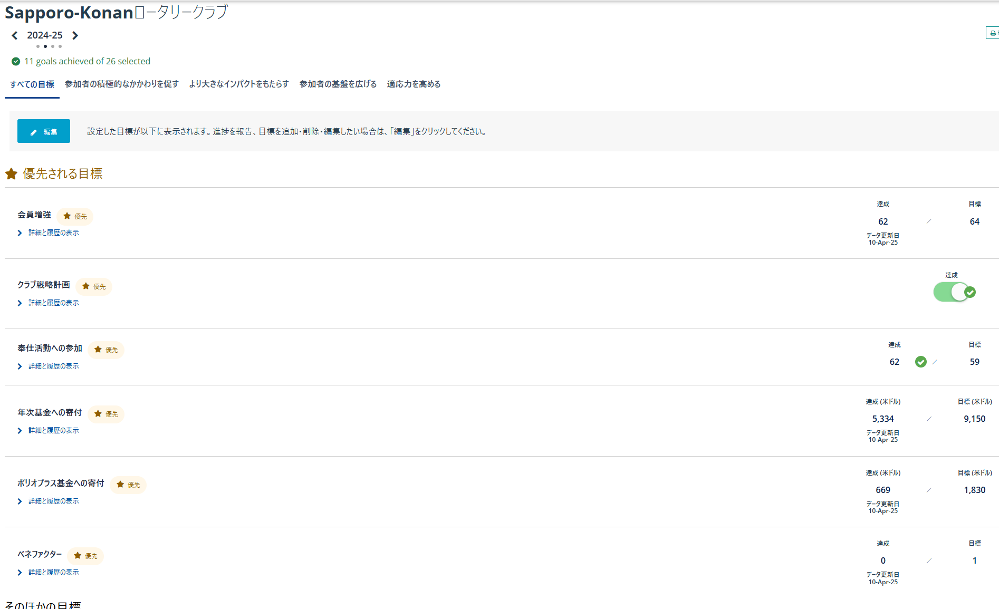 Sapporo-Konanロータリークラブ
2024-25
11 goals achieved of 26 selected
すべての目標 参加者の積極的なかかわりを促す より大きなインパクトをもたらす 参加者の基盤を広げる 適応力を高める
編集 設定した目標が以下に表示されます。進捗を報告、目標を追加・削除・編集したい場合は、「編集」をクリックしてください。
優先される目標
会員増強 優先
詳細と履歴の表示
達成 目標
62 / 64
データ更新日
10-Apr-25
クラブ戦略計画 優先
詳細と履歴の表示
達成
奉仕活動への参加 優先
詳細と履歴の表示
達成 目標
62 / 59
年次基金への寄付 優先
詳細と履歴の表示
達成 (米ドル) 目標 (米ドル)
5,334 / 9,150
データ更新日
10-Apr-25
ポリオプラス基金への寄付 優先
詳細と履歴の表示
達成 (米ドル) 目標 (米ドル)
669 / 1,830
データ更新日
10-Apr-25
ベネファクター 優先
詳細と履歴の表示
達成 目標
0 / 1
データ更新日
10-Apr-25
そのほかの目標